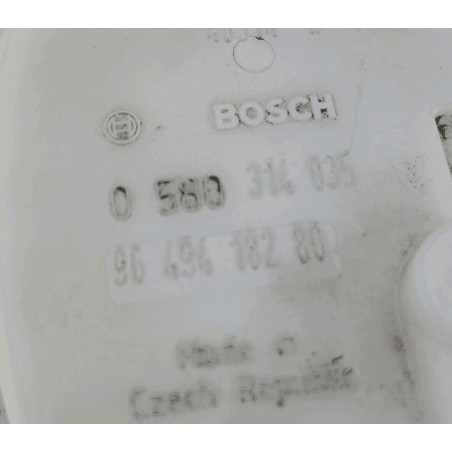 BOSCH
0 580 314 035
96 494 182 80
Made in
Czech Republic